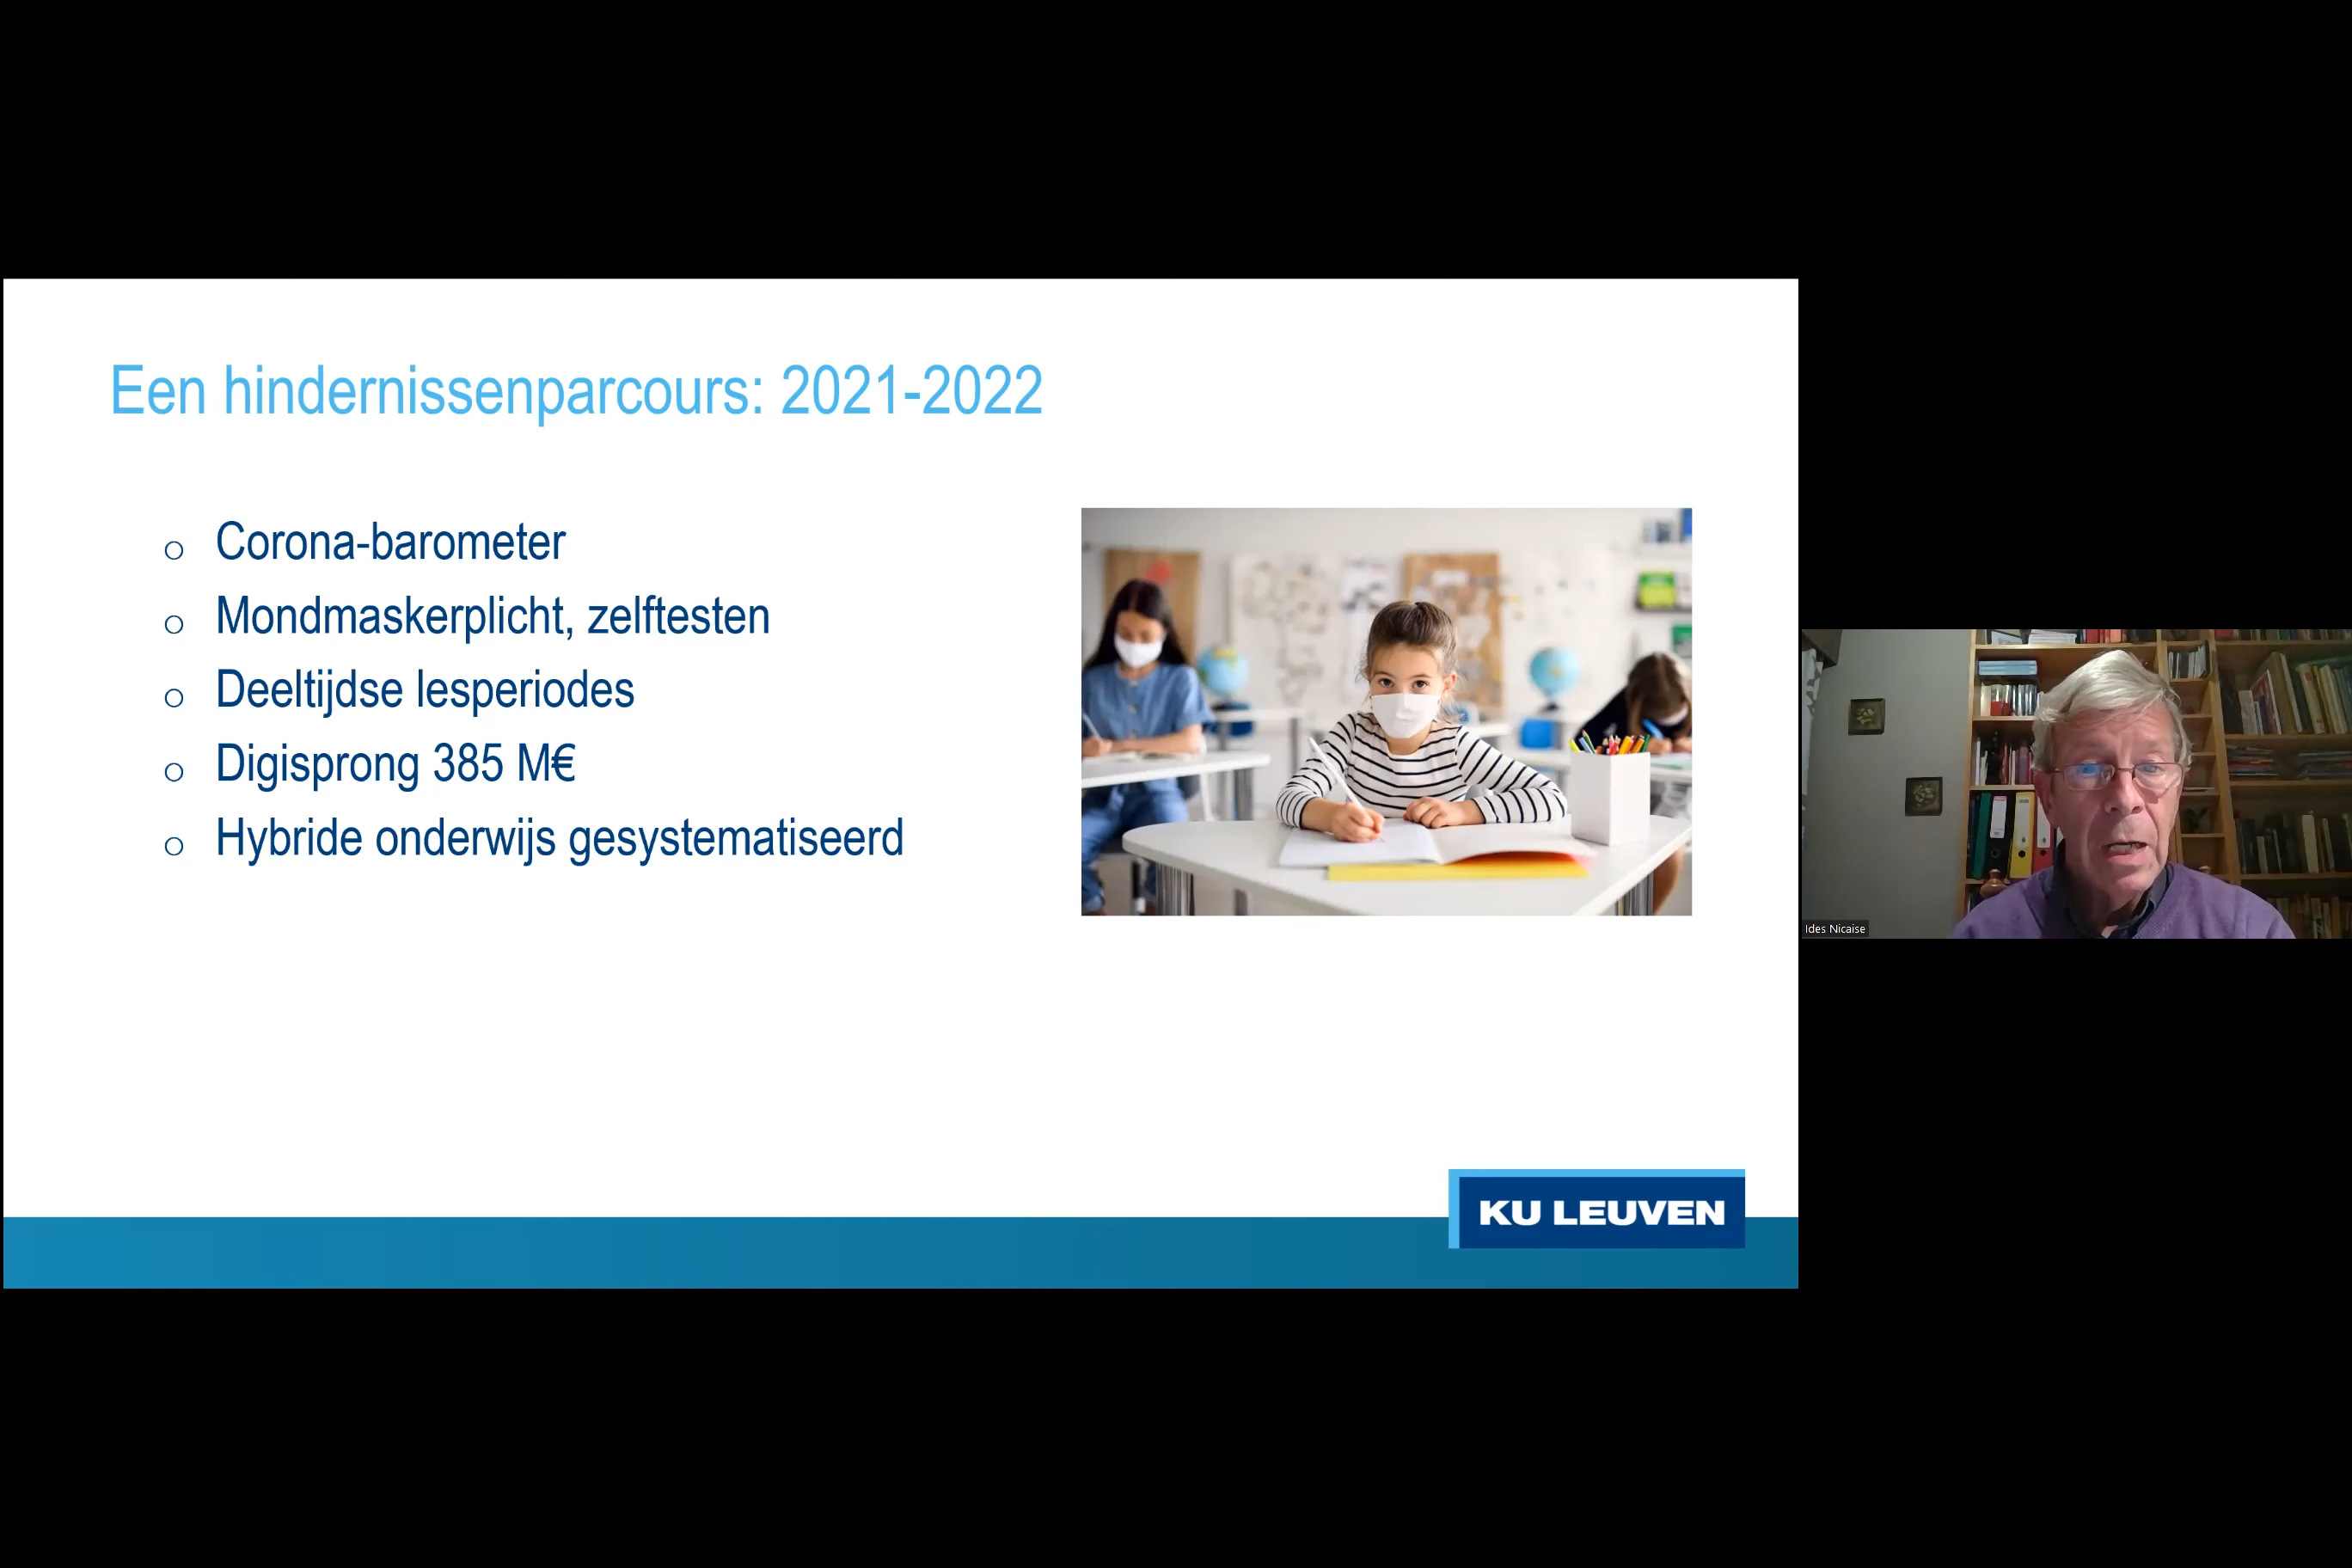 Een hindernissenparcours: 2021-2022
o Corona-barometer
o Mondmaskerplicht, zelftesten
o Deeltijdse lesperiodes
o Digisprong 385 M€
o Hybride onderwijs gesystematiseerd
Ides Nicaise
KU LEUVEN